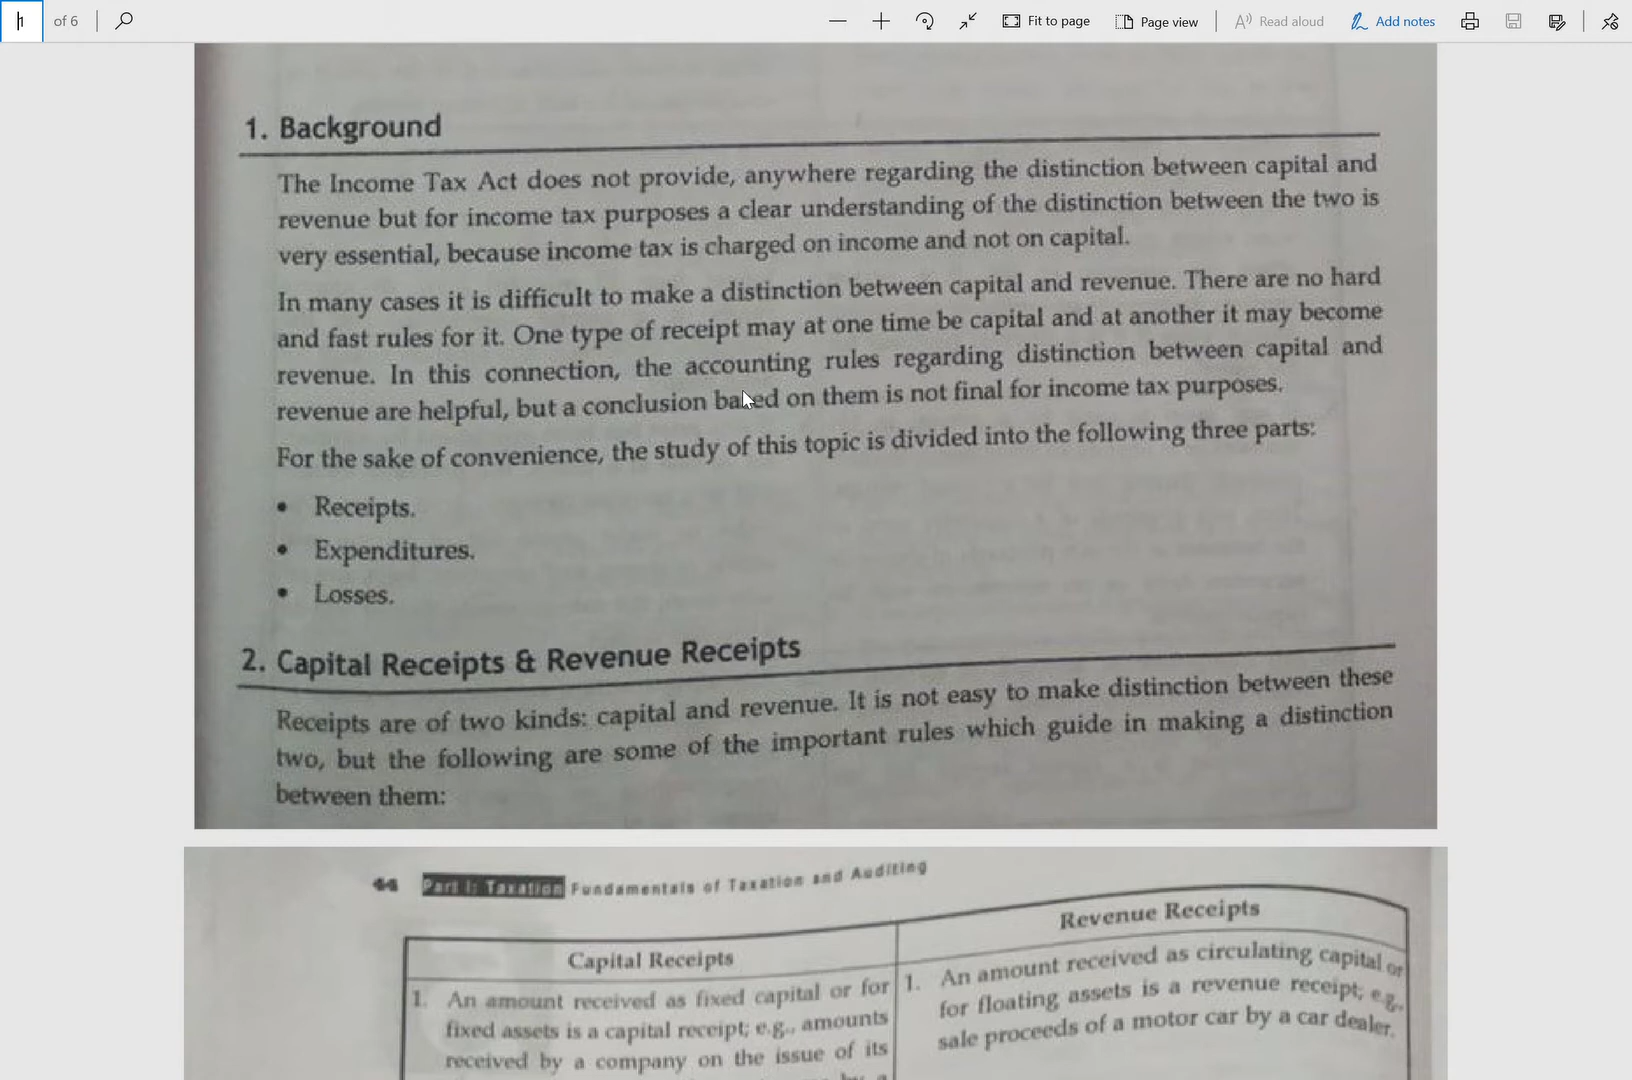 1 of 6 Fit to page Page view Read aloud Add notes
1. Background
The Income Tax Act does not provide, anywhere regarding the distinction between capital and
revenue but for income tax purposes a clear understanding of the distinction between the two is
very essential, because income tax is charged on income and not on capital.
In many cases it is difficult to make a distinction between capital and revenue. There are no hard
and fast rules for it. One type of receipt may at one time be capital and at another it may become
revenue. In this connection, the accounting rules regarding distinction between capital and
revenue are helpful, but a conclusion based on them is not final for income tax purposes.
For the sake of convenience, the study of this topic is divided into the following three parts:
• Receipts.
• Expenditures.
• Losses.
2. Capital Receipts & Revenue Receipts
Receipts are of two kinds: capital and revenue. It is not easy to make distinction between these
two, but the following are some of the important rules which guide in making a distinction
between them:
44 Part I: Taxation Fundamentals of Taxation and Auditing
Capital Receipts
1. An amount received as fixed capital or for
fixed assets is a capital receipt; e.g., amounts
received by a company on the issue of its
Revenue Receipts
1. An amount received as circulating capital or
for floating assets is a revenue receipt; e.g.,
sale proceeds of a motor car by a car dealer.